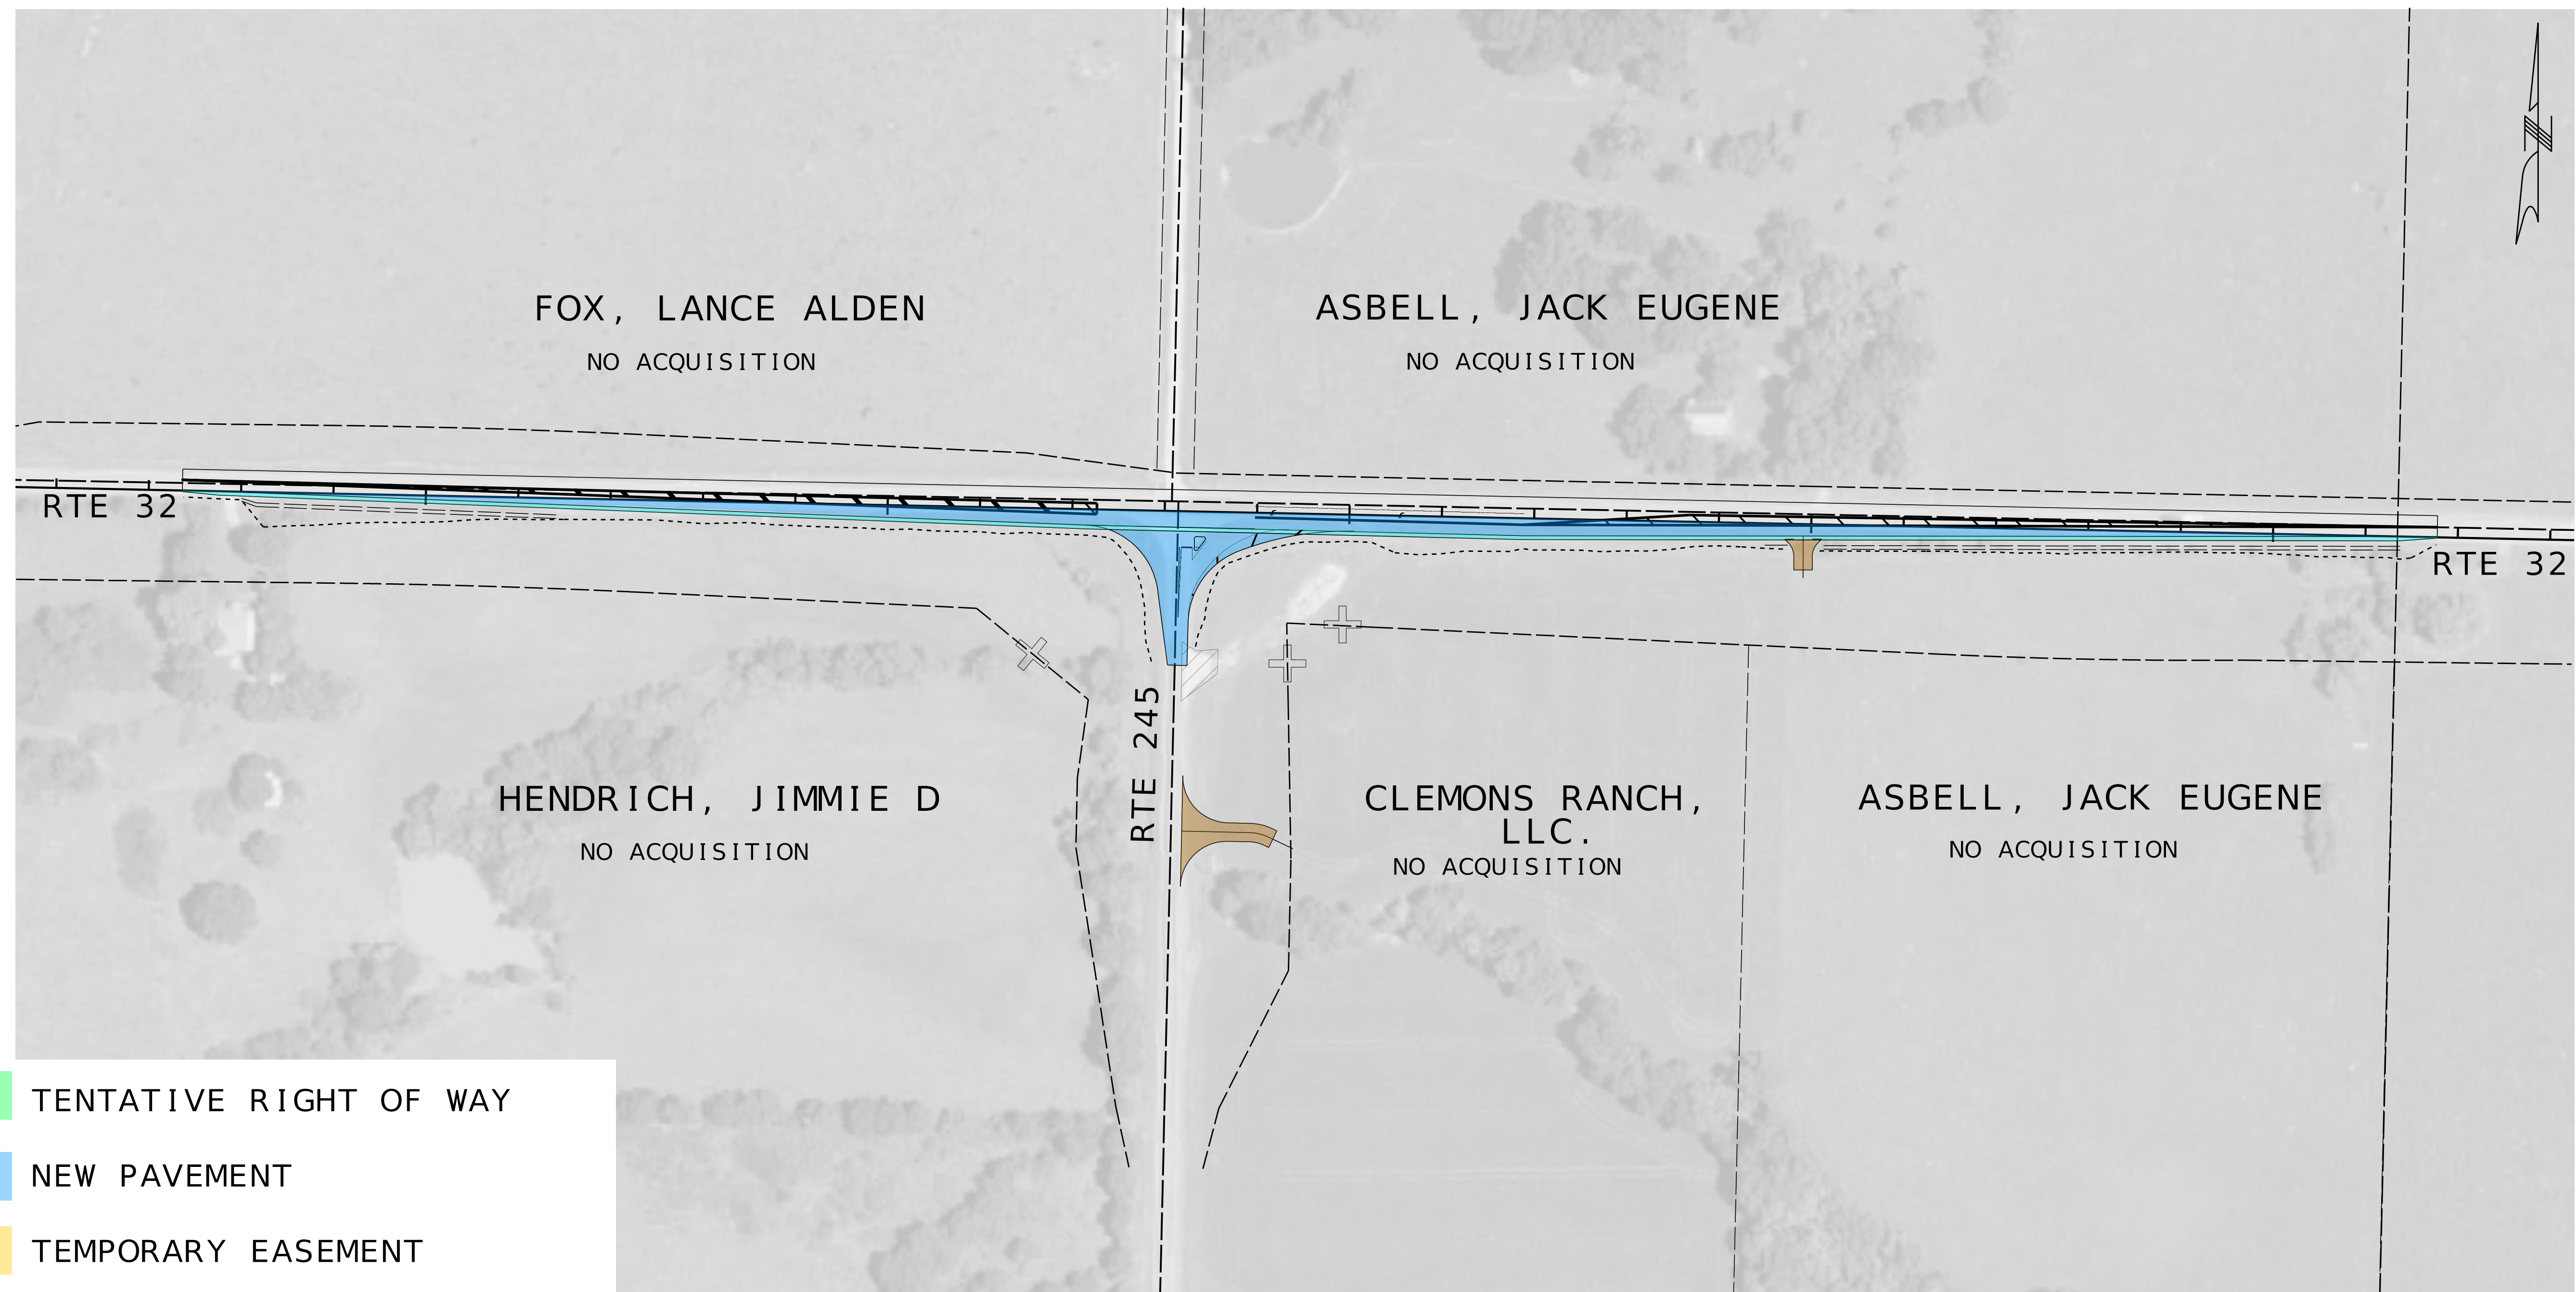 FOX, LANCE ALDEN
NO ACQUISITION
ASBELL, JACK EUGENE
NO ACQUISITION
RTE 32
RTE 32
RTE 245
HENDRICH, JIMMIE D
NO ACQUISITION
CLEMONS RANCH,
LLC.
NO ACQUISITION
ASBELL, JACK EUGENE
NO ACQUISITION
TENTATIVE RIGHT OF WAY
NEW PAVEMENT
TEMPORARY EASEMENT
N